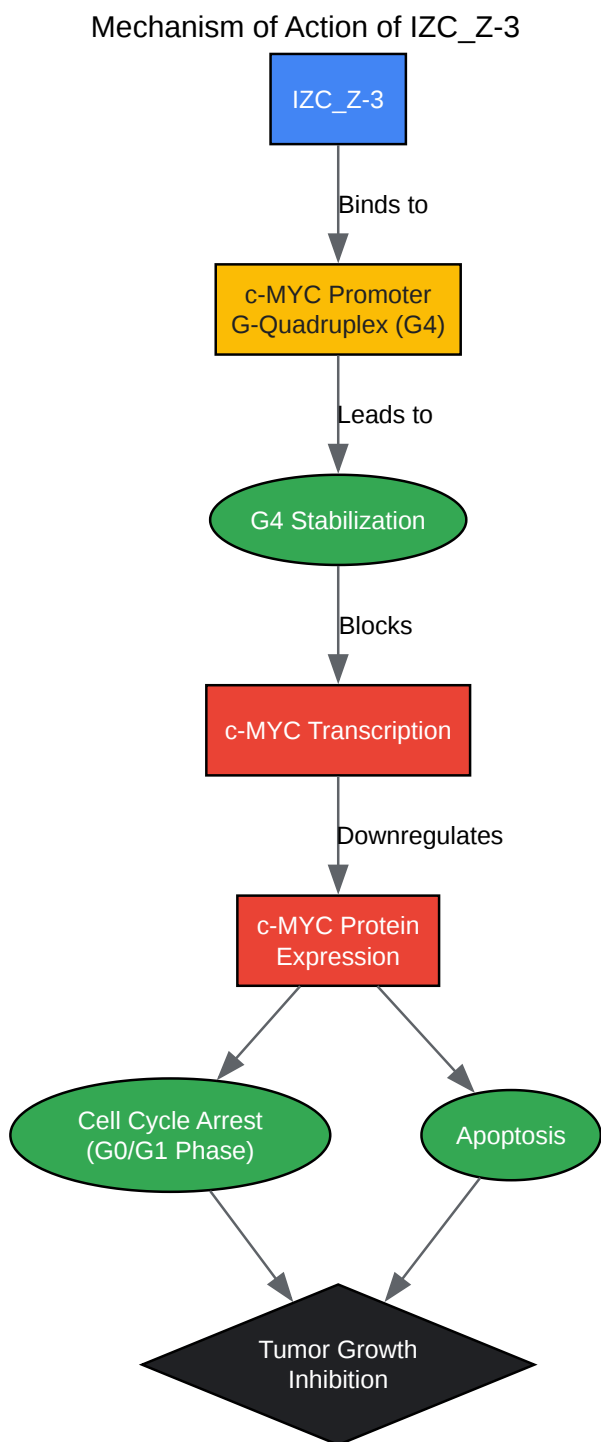 Mechanism of Action of IZC_Z-3
IZC_Z-3
Binds to
c-MYC Promoter
G-Quadruplex (G4)
Leads to
G4 Stabilization
Blocks
c-MYC Transcription
Downregulates
c-MYC Protein
Expression
Cell Cycle Arrest
(G0/G1 Phase)
Apoptosis
Tumor Growth
Inhibition